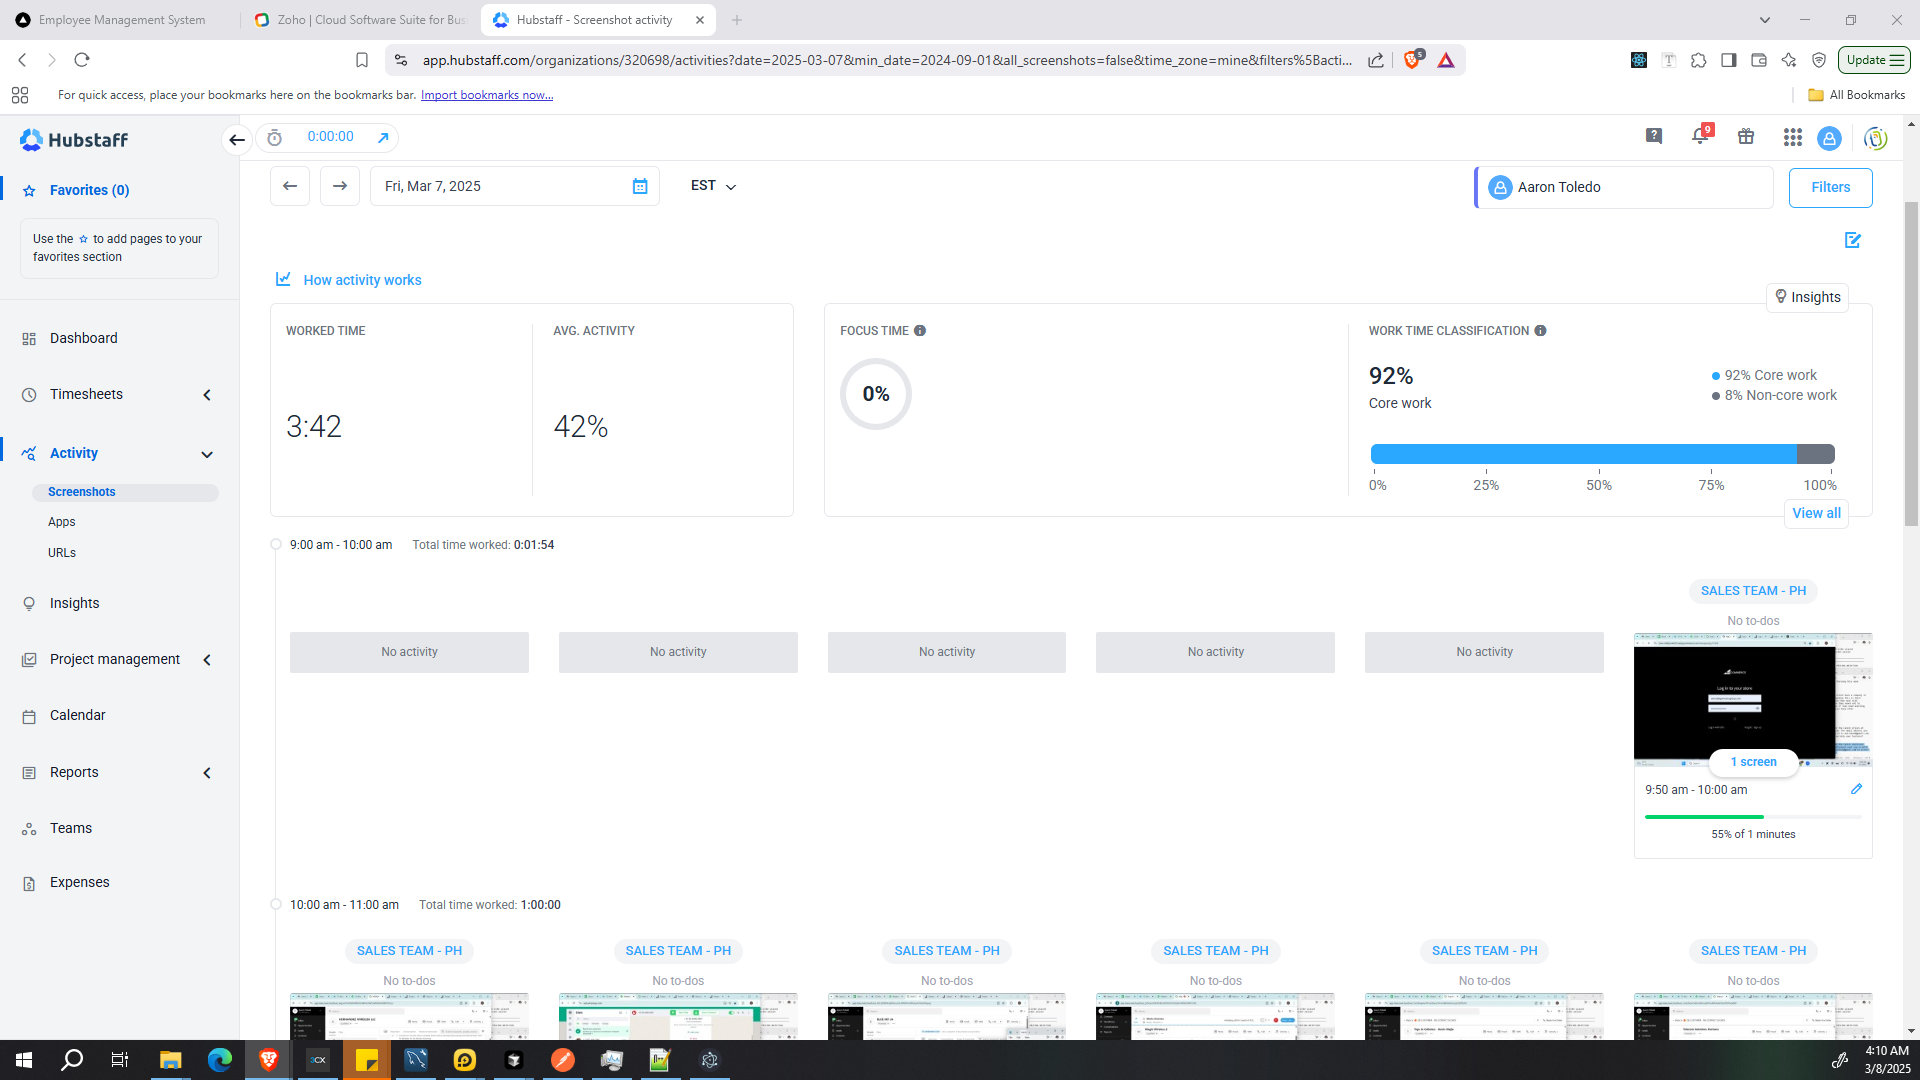 Employee Management System
Zoho | Cloud Software Suite for Bus
Hubstaff - Screenshot activity
app.hubstaff.com/organizations/320698/activities?date=2025-03-07&min_date=2024-09-01&all_screenshots=false&time_zone=mine&filters%5Bacti...
5
Update
For quick access, place your bookmarks here on the bookmarks bar. Import bookmarks now...
All Bookmarks
Hubstaff
0:00:00
9
Favorites (0)
Use the ☆ to add pages to your
favorites section
Dashboard
Timesheets
Activity
Screenshots
Apps
URLs
Insights
Project management
Calendar
Reports
Teams
Expenses
Fri, Mar 7, 2025
EST
Aaron Toledo
Filters
How activity works
Insights
WORKED TIME
3:42
AVG. ACTIVITY
42%
FOCUS TIME
0%
WORK TIME CLASSIFICATION
92%
Core work
92% Core work
8% Non-core work
0% 25% 50% 75% 100%
View all
9:00 am - 10:00 am Total time worked: 0:01:54
SALES TEAM - PH
No to-dos
No activity No activity No activity No activity No activity
Log in to your store
1 screen
9:50 am - 10:00 am
55% of 1 minutes
10:00 am - 11:00 am Total time worked: 1:00:00
SALES TEAM - PH SALES TEAM - PH SALES TEAM - PH SALES TEAM - PH SALES TEAM - PH SALES TEAM - PH
No to-dos No to-dos No to-dos No to-dos No to-dos No to-dos
3CX
4:10 AM
3/8/2025